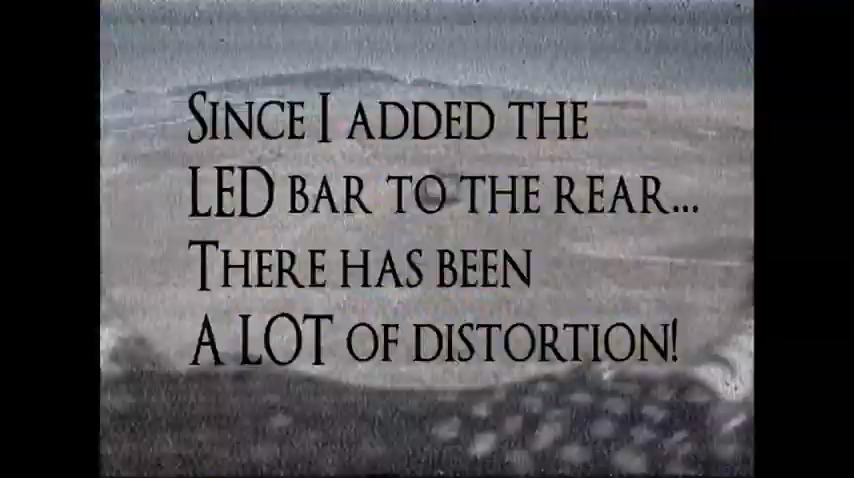 Since I added the
LED bar to the rear...
There has been
A LOT of distortion!